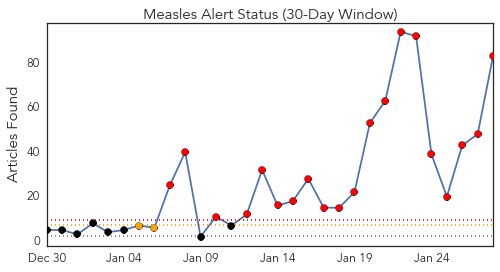 Measles Alert Status (30-Day Window)
Articles Found
80
60
40
20
0
Dec 30 Jan 04 Jan 09 Jan 14 Jan 19 Jan 24